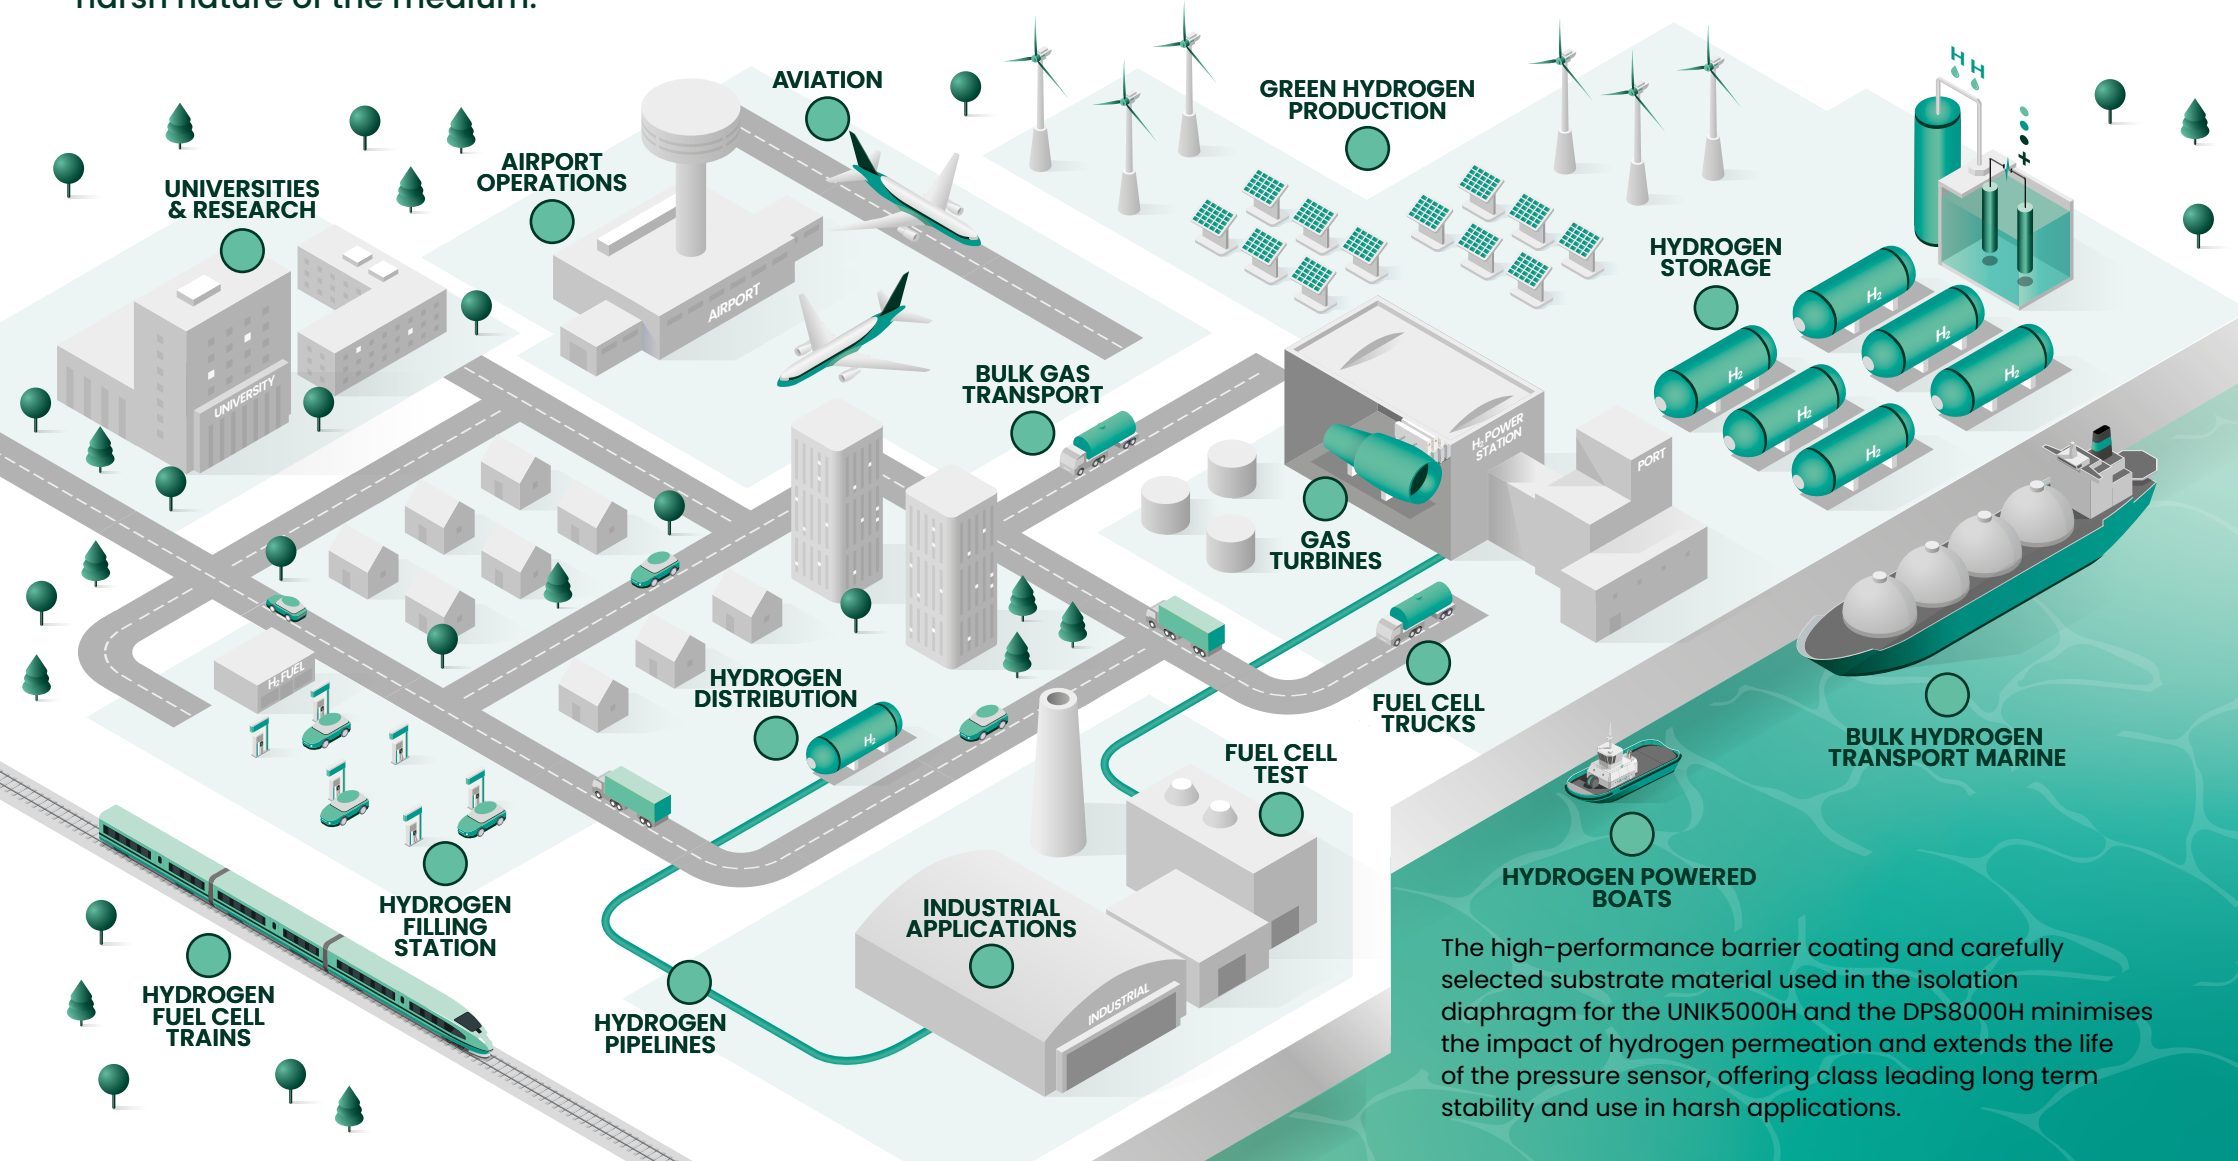 harsh nature of the medium.
AVIATION
GREEN HYDROGEN
PRODUCTION
H H
AIRPORT
OPERATIONS
UNIVERSITIES
& RESEARCH
HYDROGEN
STORAGE
AIRPORT
UNIVERSITY
H₂
H₂
H₂
H₂
H₂
H₂
BULK GAS
TRANSPORT
H₂ POWER
STATION
PORT
GAS
TURBINES
H₂ FUEL
HYDROGEN
DISTRIBUTION
H₂
FUEL CELL
TRUCKS
FUEL CELL
TEST
BULK HYDROGEN
TRANSPORT MARINE
HYDROGEN POWERED
BOATS
HYDROGEN
FILLING
STATION
INDUSTRIAL
APPLICATIONS
INDUSTRIAL
HYDROGEN
FUEL CELL
TRAINS
HYDROGEN
PIPELINES
The high-performance barrier coating and carefully
selected substrate material used in the isolation
diaphragm for the UNIK5000H and the DPS8000H minimises
the impact of hydrogen permeation and extends the life
of the pressure sensor, offering class leading long term
stability and use in harsh applications.